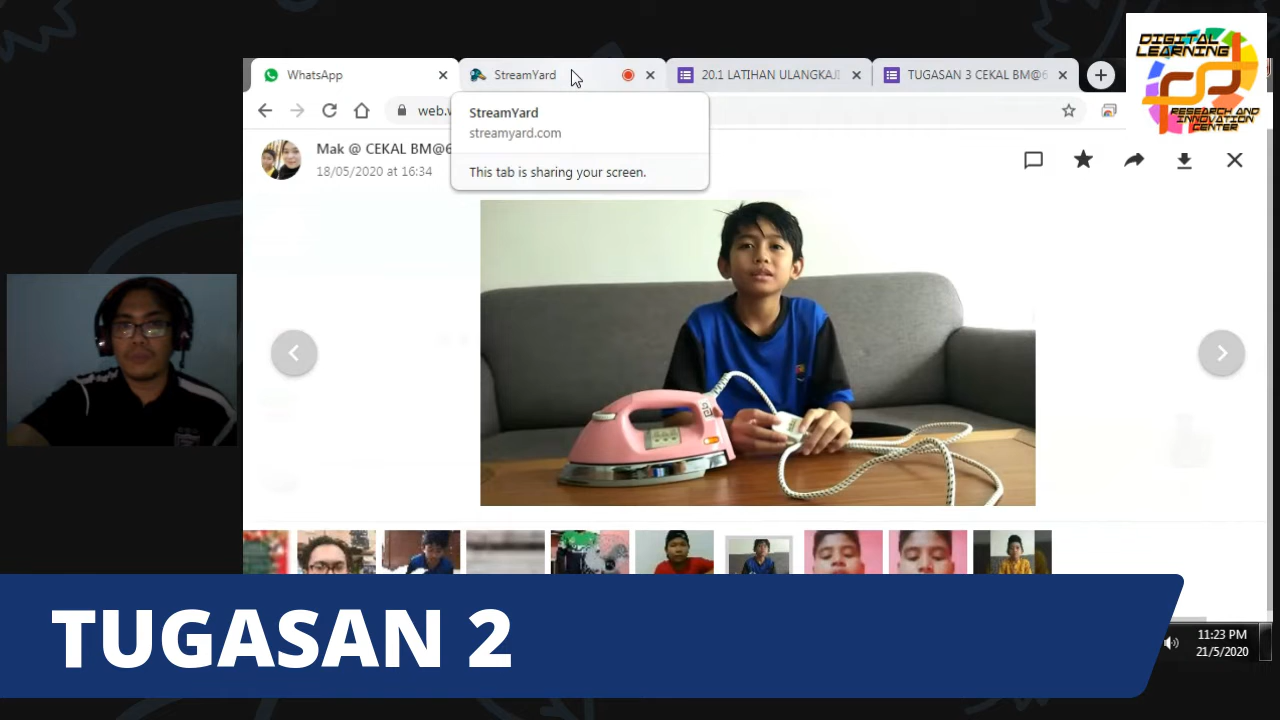 DIGITAL
LEARNING
RESEARCH AND
INNOVATION
CENTER
WhatsApp
StreamYard
20.1 LATIHAN ULANGKAJ
TUGASAN 3 CEKAL BM@6
web.w
StreamYard
streamyard.com
This tab is sharing your screen.
Mak @ CEKAL BM@6
18/05/2020 at 16:34
TUGASAN 2
11:23 PM
21/5/2020